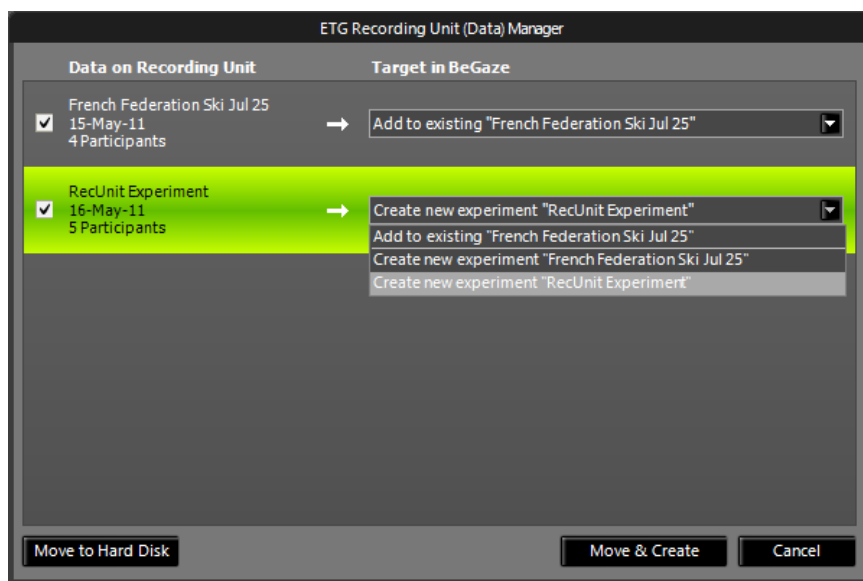 ETG Recording Unit (Data) Manager
Data on Recording Unit
Target in BeGaze
French Federation Ski Jul 25
15-May-11
4 Participants
Add to existing "French Federation Ski Jul 25"
RecUnit Experiment
16-May-11
5 Participants
Create new experiment "RecUnit Experiment"
Add to existing "French Federation Ski Jul 25"
Create new experiment "French Federation Ski Jul 25"
Create new experiment "RecUnit Experiment"
Move to Hard Disk
Move & Create
Cancel